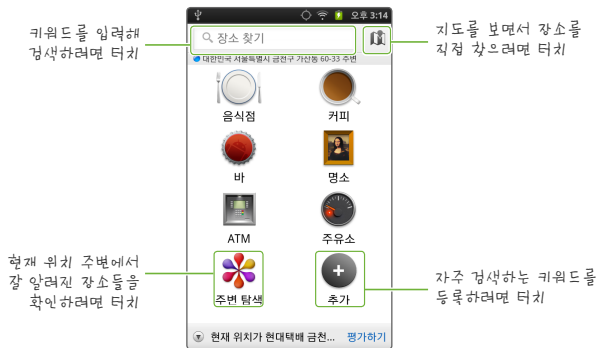 오후 3:14
키워드를 입력해
검색하려면 터치
장소 찾기
지도를 보면서 장소를
직접 찾으려면 터치
대한민국 서울특별시 금천구 가산동 60-33 주변
음식점
커피
바
명소
ATM
주유소
현재 위치 주변에서
잘 알려진 장소들을
확인하려면 터치
주변 탐색
추가
자주 검색하는 키워드를
등록하려면 터치
현재 위치가 현대택배 금천...
평가하기